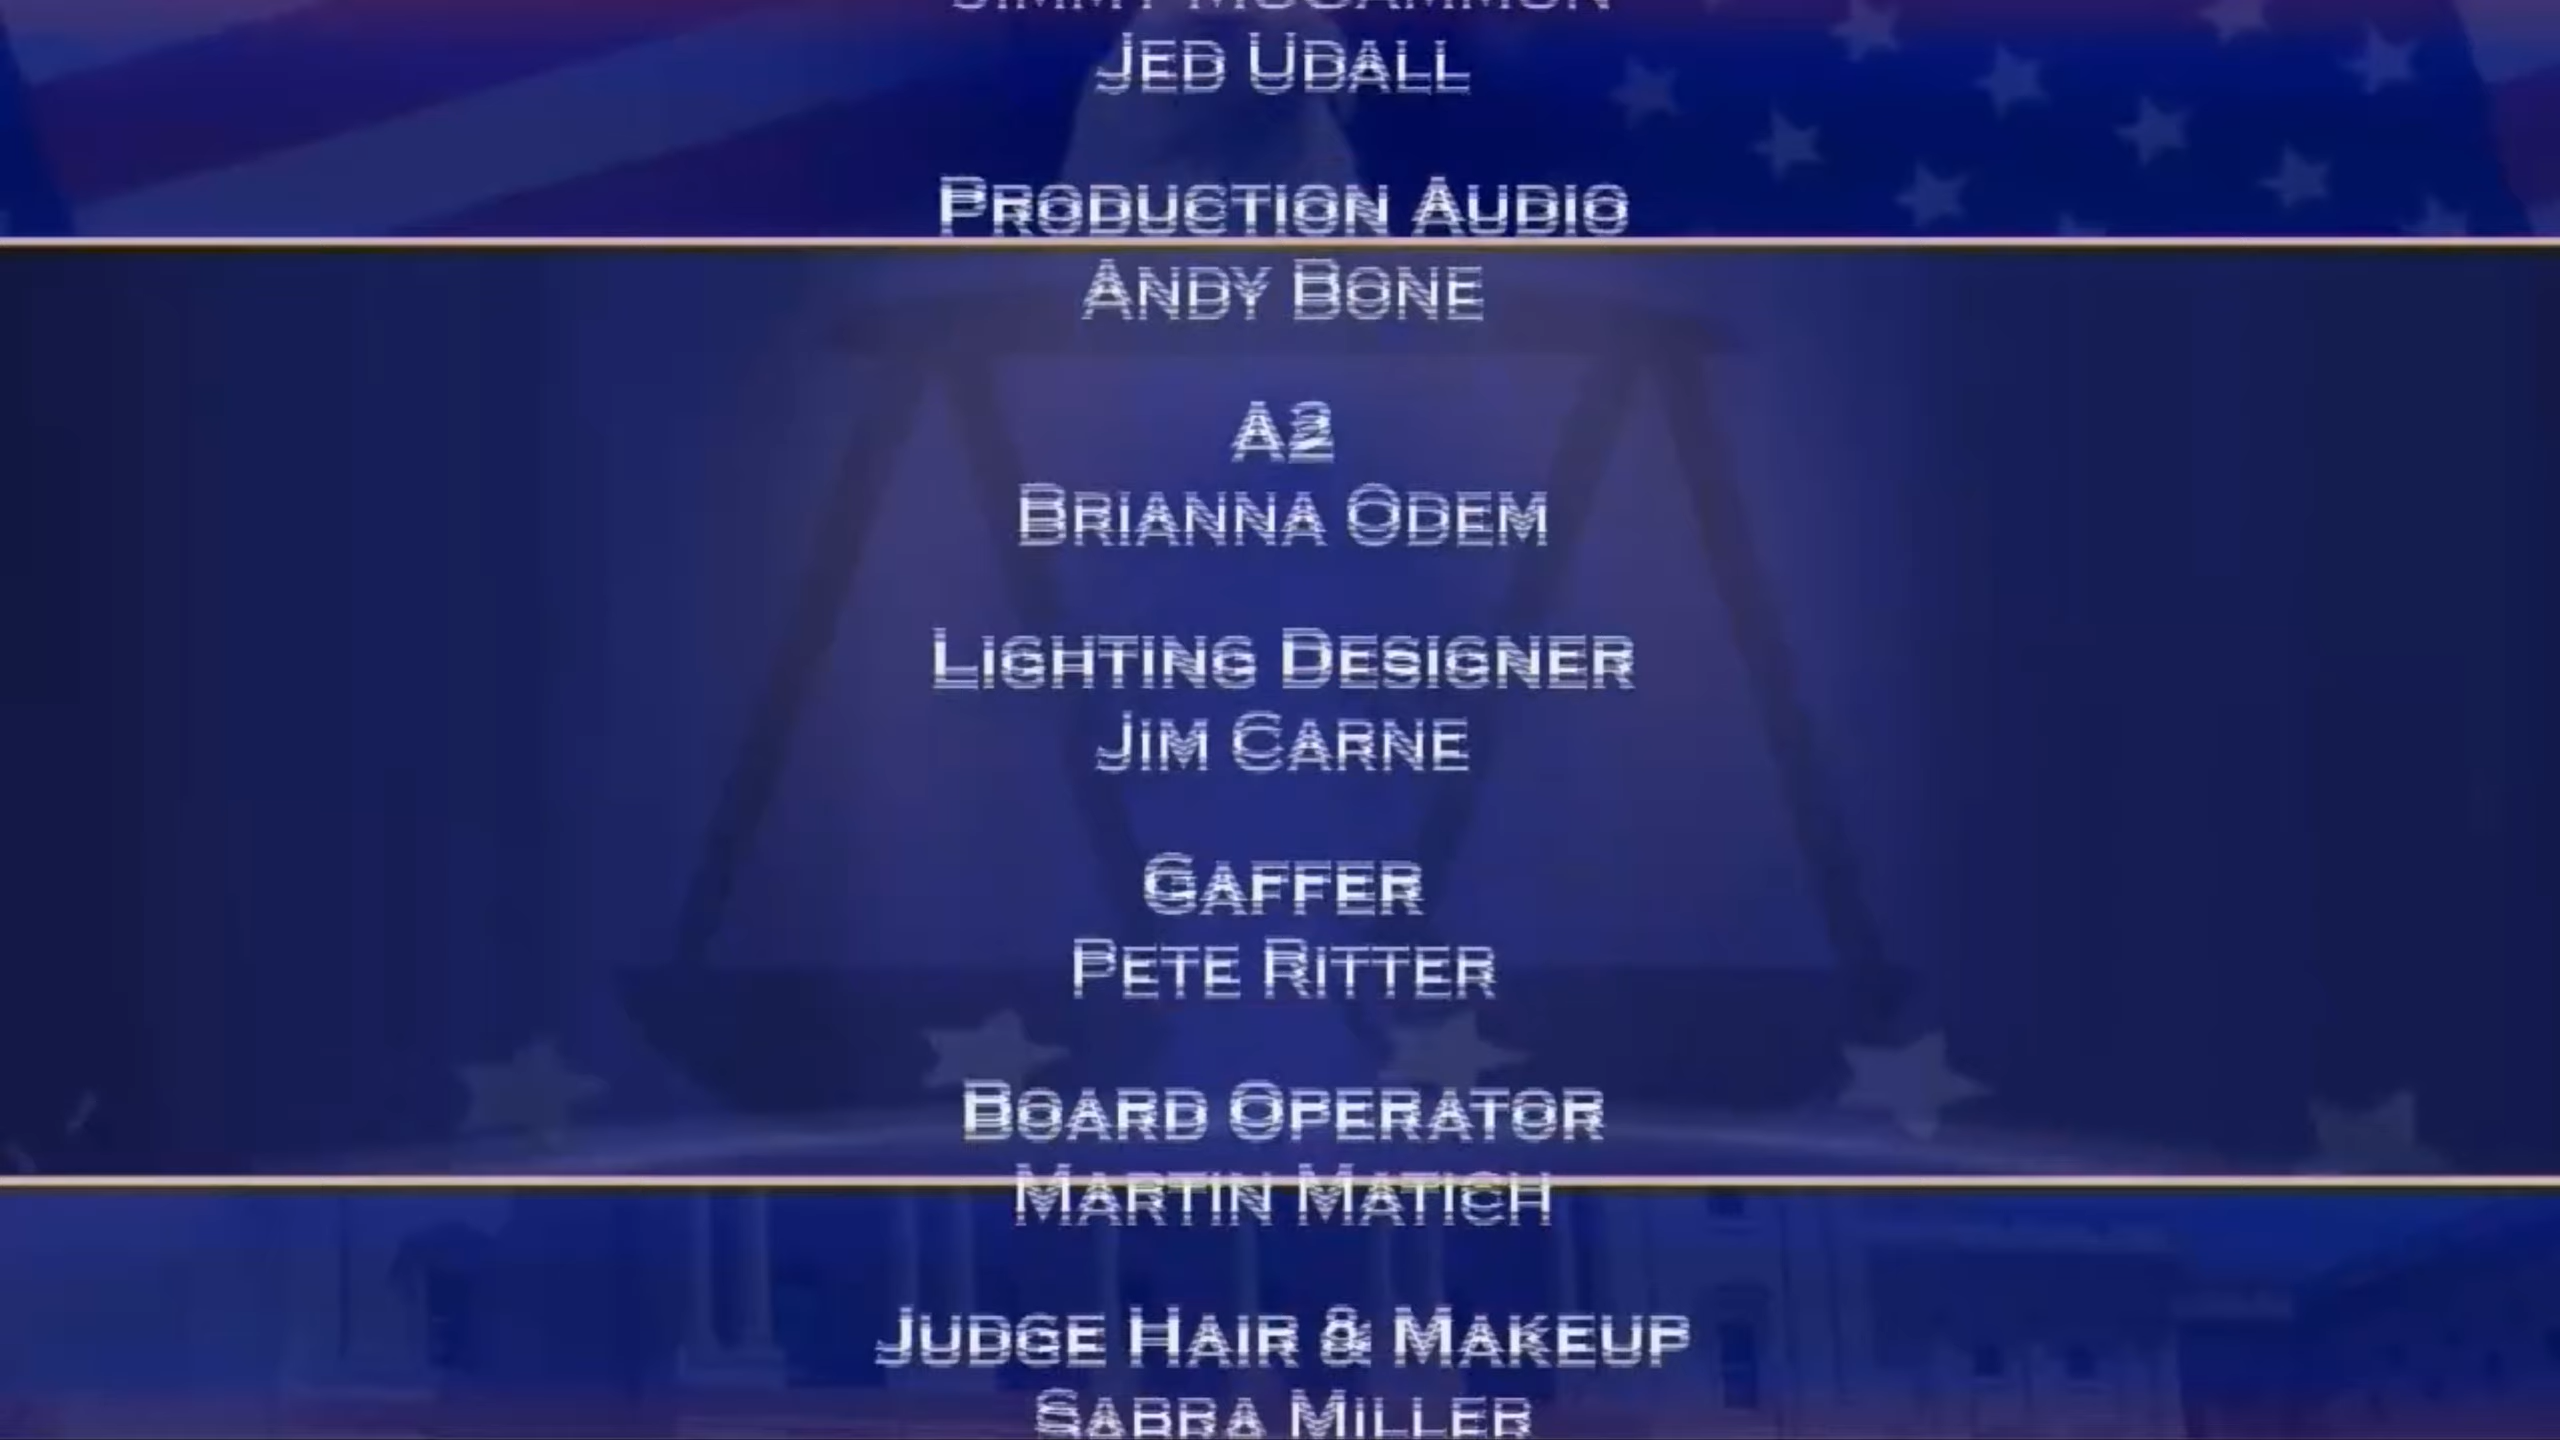 Jed Udall
Production Audio
Andy Bone
A2
Brianna Odem
Lighting Designer
Jim Carne
Gaffer
Pete Ritter
Board Operator
Martin Matich
Judge Hair & Makeup
Sabra Miller